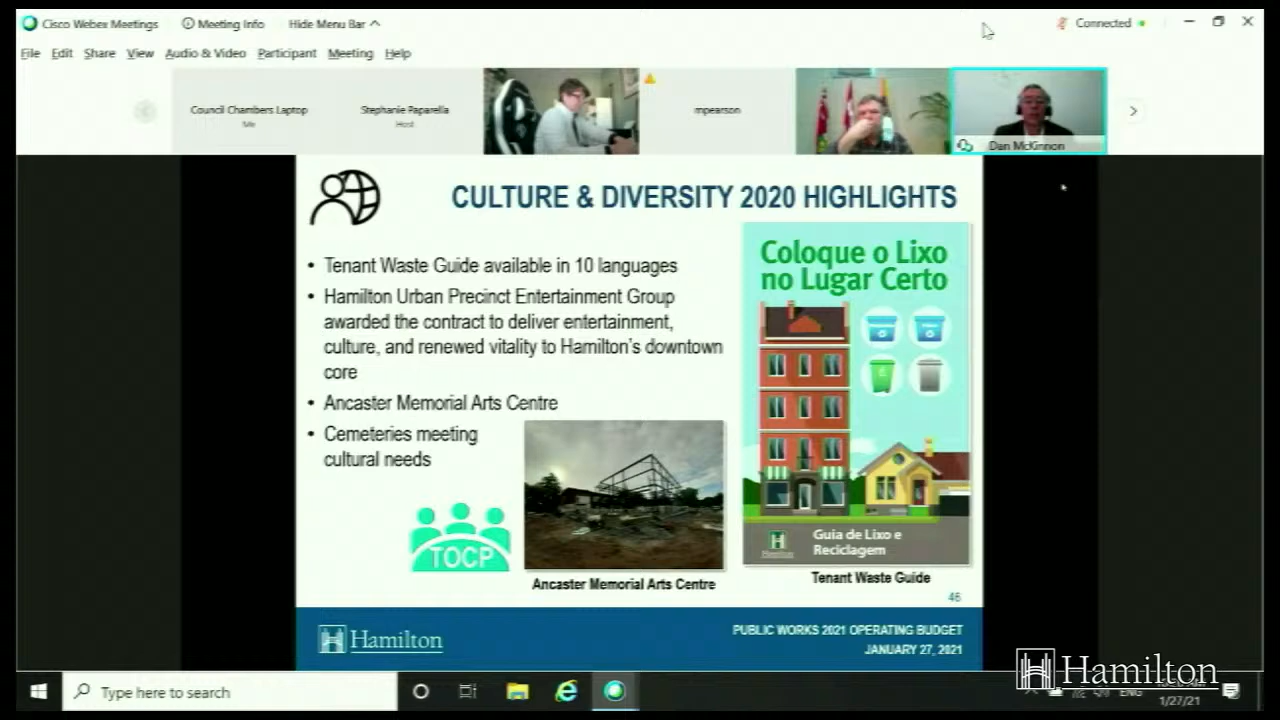 Cisco Webex Meetings
Meeting Info
Hide Menu Bar
Connected
File Edit Share View Audio & Video Participant Meeting Help
Council Chambers Laptop
Me
Stephanie Paparella
Host
mpearson
Dan McKinnon
CULTURE & DIVERSITY 2020 HIGHLIGHTS
• Tenant Waste Guide available in 10 languages
• Hamilton Urban Precinct Entertainment Group
awarded the contract to deliver entertainment,
culture, and renewed vitality to Hamilton's downtown
core
• Ancaster Memorial Arts Centre
• Cemeteries meeting
cultural needs
TOCP
Ancaster Memorial Arts Centre
Coloque o Lixo
no Lugar Certo
Guia de Lixo e
Reciclagem
Hamilton
Tenant Waste Guide
46
Hamilton
PUBLIC WORKS 2021 OPERATING BUDGET
JANUARY 27, 2021
Hamilton
Type here to search
ENG
1/27/21